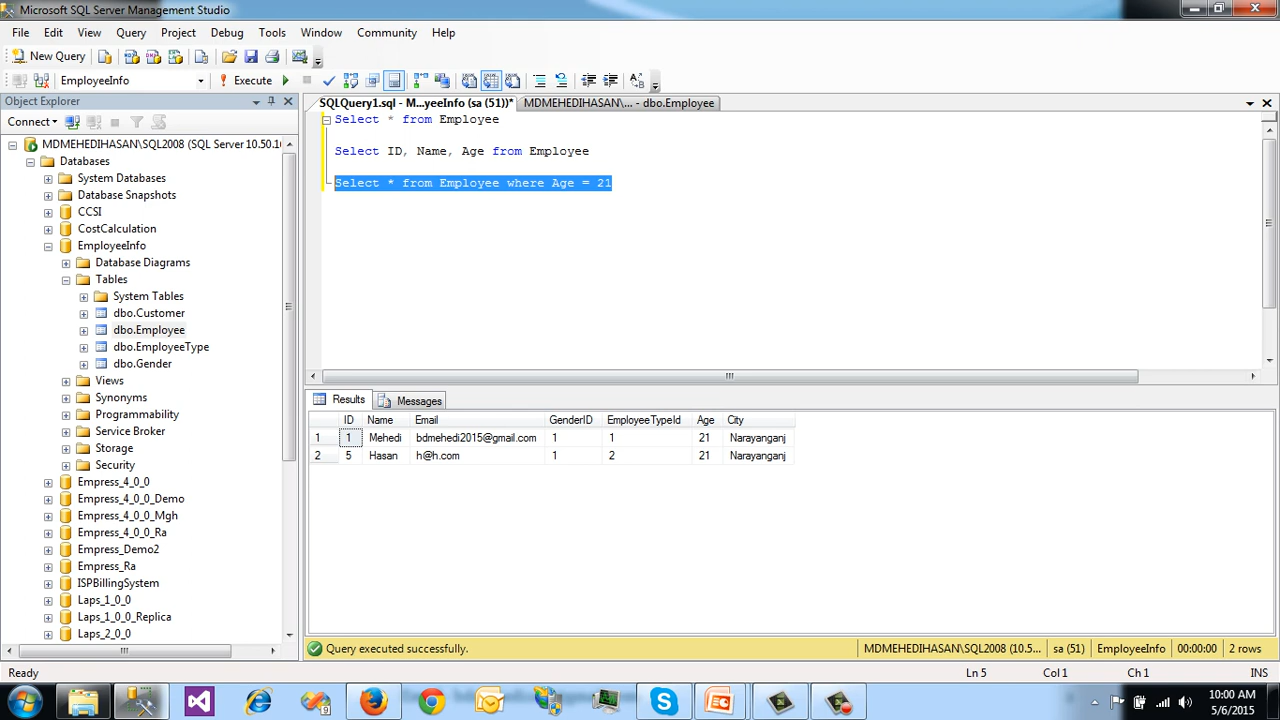 Microsoft SQL Server Management Studio
File Edit View Query Project Debug Tools Window Community Help
New Query
EmployeeInfo
Execute
Object Explorer
SQLQuery1.sql - M...yeeInfo (sa (51))*
MDMEHEDIHASAN\... - dbo.Employee
Connect
MDMEHEDIHASAN\SQL2008 (SQL Server 10.50.1
Databases
System Databases
Database Snapshots
CCSI
CostCalculation
EmployeeInfo
Database Diagrams
Tables
System Tables
dbo.Customer
dbo.Employee
dbo.EmployeeType
dbo.Gender
Views
Synonyms
Programmability
Service Broker
Storage
Security
Empress_4_0_0
Empress_4_0_0_Demo
Empress_4_0_0_Mgh
Empress_4_0_0_Ra
Empress_Demo2
Empress_Ra
ISPBillingSystem
Laps_1_0_0
Laps_1_0_0_Replica
Laps_2_0_0
Select * from Employee
Select ID, Name, Age from Employee
Select * from Employee where Age = 21
Results Messages
ID Name Email GenderID EmployeeTypeId Age City
1 1 Mehedi bdmehedi2015@gmail.com 1 1 21 Narayanganj
2 5 Hasan h@h.com 1 2 21 Narayanganj
Query executed successfully.
MDMEHEDIHASAN\SQL2008 (10.5... sa (51) EmployeeInfo 00:00:00 2 rows
Ready
Ln 5 Col 1 Ch 1 INS
10:00 AM
5/6/2015